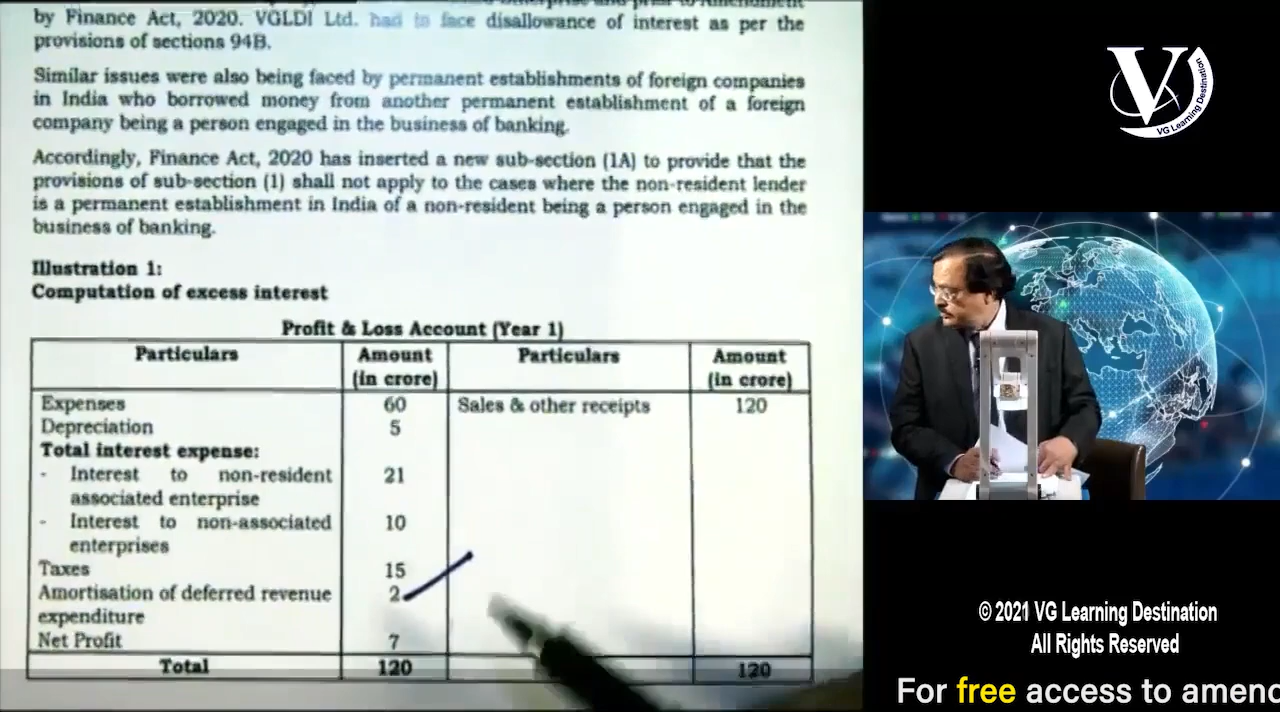 by Finance Act, 2020. VGLDI Ltd. had to face disallowance of interest as per the
provisions of sections 94B.
Similar issues were also being faced by permanent establishments of foreign companies
in India who borrowed money from another permanent establishment of a foreign
company being a person engaged in the business of banking.
Accordingly, Finance Act, 2020 has inserted a new sub-section (1A) to provide that the
provisions of sub-section (1) shall not apply to the cases where the non-resident lender
is a permanent establishment in India of a non-resident being a person engaged in the
business of banking.
Illustration 1:
Computation of excess interest
Profit & Loss Account (Year 1)
Particulars Amount (in crore) Particulars Amount (in crore)
Expenses 60 Sales & other receipts 120
Depreciation 5
Total interest expense:
- Interest to non-resident
associated enterprise 21
- Interest to non-associated
enterprises 10
Taxes 15
Amortisation of deferred revenue 2
expenditure
Net Profit 7
Total 120 120
V
VG Learning Destination
© 2021 VG Learning Destination
All Rights Reserved
For free access to